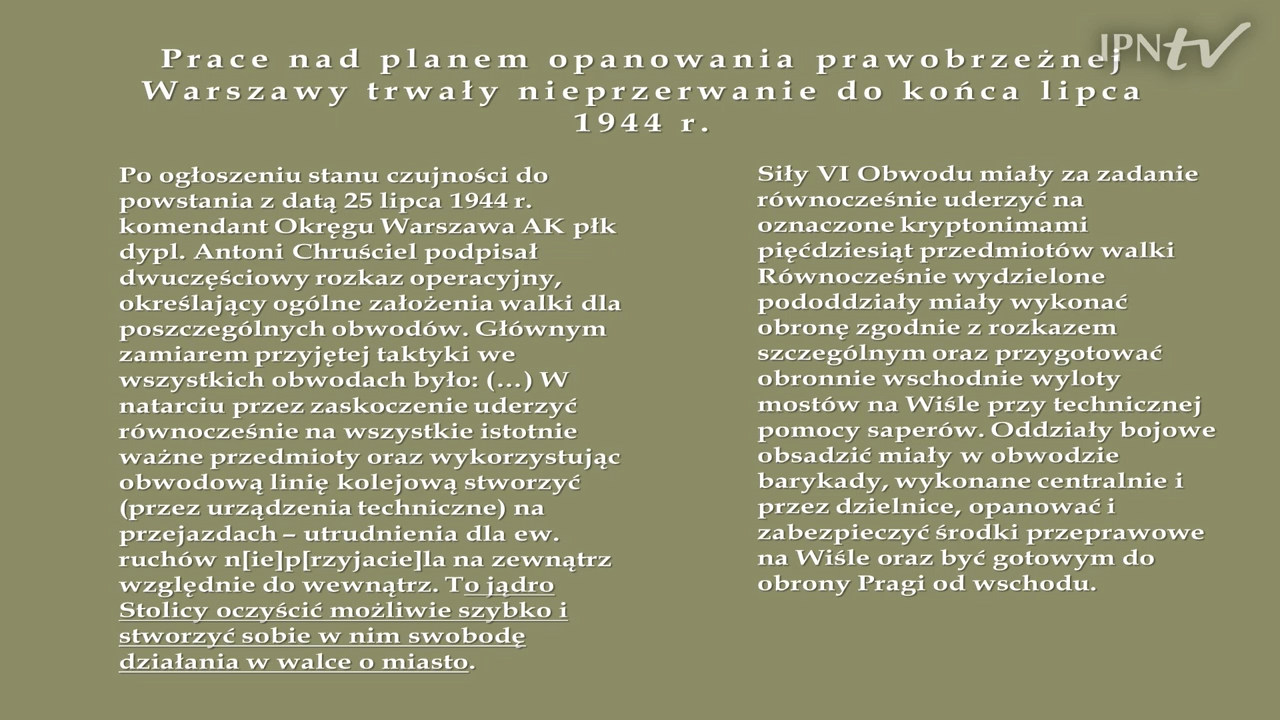 IPNtv
Prace nad planem opanowania prawobrzeżnej
Warszawy trwały nieprzerwanie do końca lipca
1944 r.
Po ogłoszeniu stanu czujności do
powstania z datą 25 lipca 1944 r.
komendant Okręgu Warszawa AK płk
dypl. Antoni Chruściel podpisał
dwuczęściowy rozkaz operacyjny,
określający ogólne założenia walki dla
poszczególnych obwodów. Głównym
zamiarem przyjętej taktyki we
wszystkich obwodach było: (…) W
natarciu przez zaskoczenie uderzyć
równocześnie na wszystkie istotnie
ważne przedmioty oraz wykorzystując
obwodową linię kolejową stworzyć
(przez urządzenia techniczne) na
przejazdach – utrudnienia dla ew.
ruchów n[ie]p[rzyjacie]la na zewnątrz
względnie do wewnątrz. To jądro
Stolicy oczyścić możliwie szybko i
stworzyć sobie w nim swobodę
działania w walce o miasto.
Siły VI Obwodu miały za zadanie
równocześnie uderzyć na
oznaczone kryptonimami
pięćdziesiąt przedmiotów walki
Równocześnie wydzielone
pododdziały miały wykonać
obronę zgodnie z rozkazem
szczególnym oraz przygotować
obronnie wschodnie wyloty
mostów na Wiśle przy technicznej
pomocy saperów. Oddziały bojowe
obsadzić miały w obwodzie
barykady, wykonane centralnie i
przez dzielnice, opanować i
zabezpieczyć środki przeprawowe
na Wiśle oraz być gotowym do
obrony Pragi od wschodu.